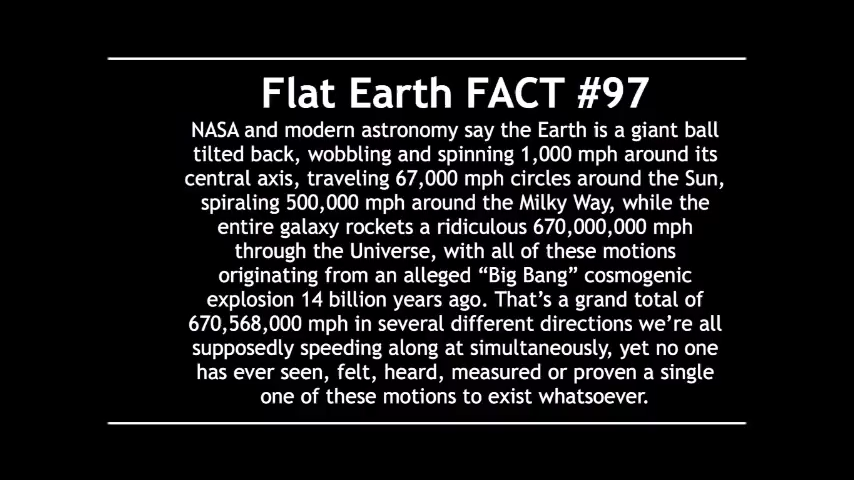 Flat Earth FACT #97
NASA and modern astronomy say the Earth is a giant ball
tilted back, wobbling and spinning 1,000 mph around its
central axis, traveling 67,000 mph circles around the Sun,
spiraling 500,000 mph around the Milky Way, while the
entire galaxy rockets a ridiculous 670,000,000 mph
through the Universe, with all of these motions
originating from an alleged “Big Bang” cosmogenic
explosion 14 billion years ago. That’s a grand total of
670,568,000 mph in several different directions we’re all
supposedly speeding along at simultaneously, yet no one
has ever seen, felt, heard, measured or proven a single
one of these motions to exist whatsoever.